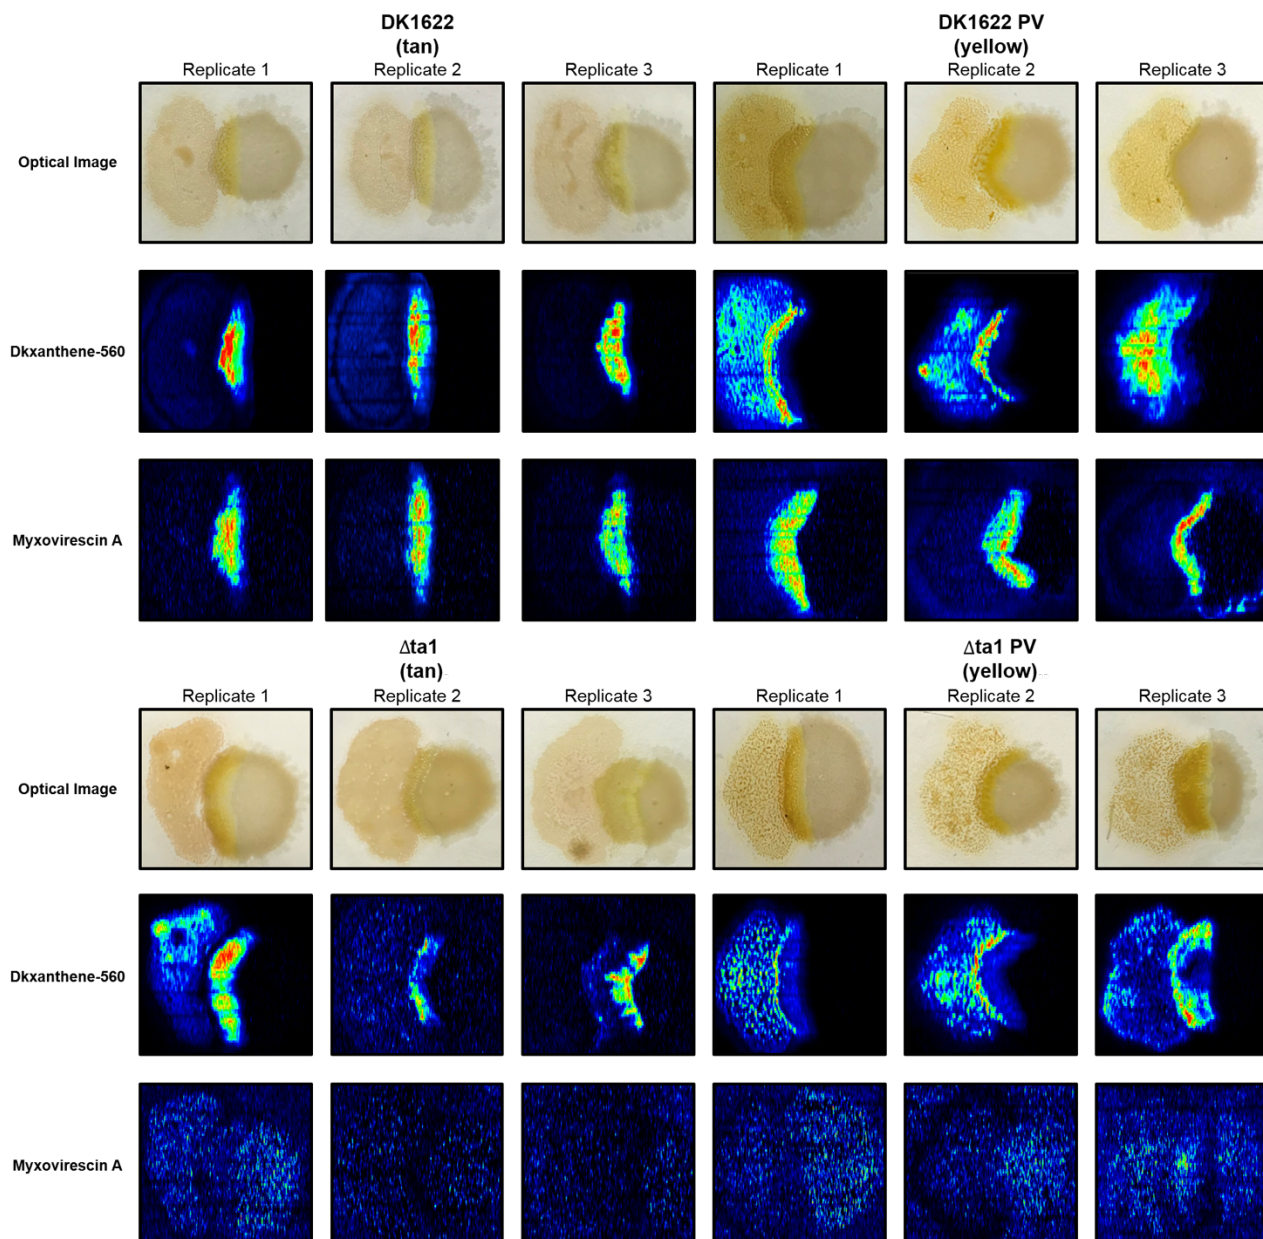 DK1622
(tan)
DK1622 PV
(yellow)
Replicate 1
Replicate 2
Replicate 3
Replicate 1
Replicate 2
Replicate 3
Optical Image
Dkxanthene-560
Myxovirescin A
Δta1
(tan)
Δta1 PV
(yellow)
Replicate 1
Replicate 2
Replicate 3
Replicate 1
Replicate 2
Replicate 3
Optical Image
Dkxanthene-560
Myxovirescin A